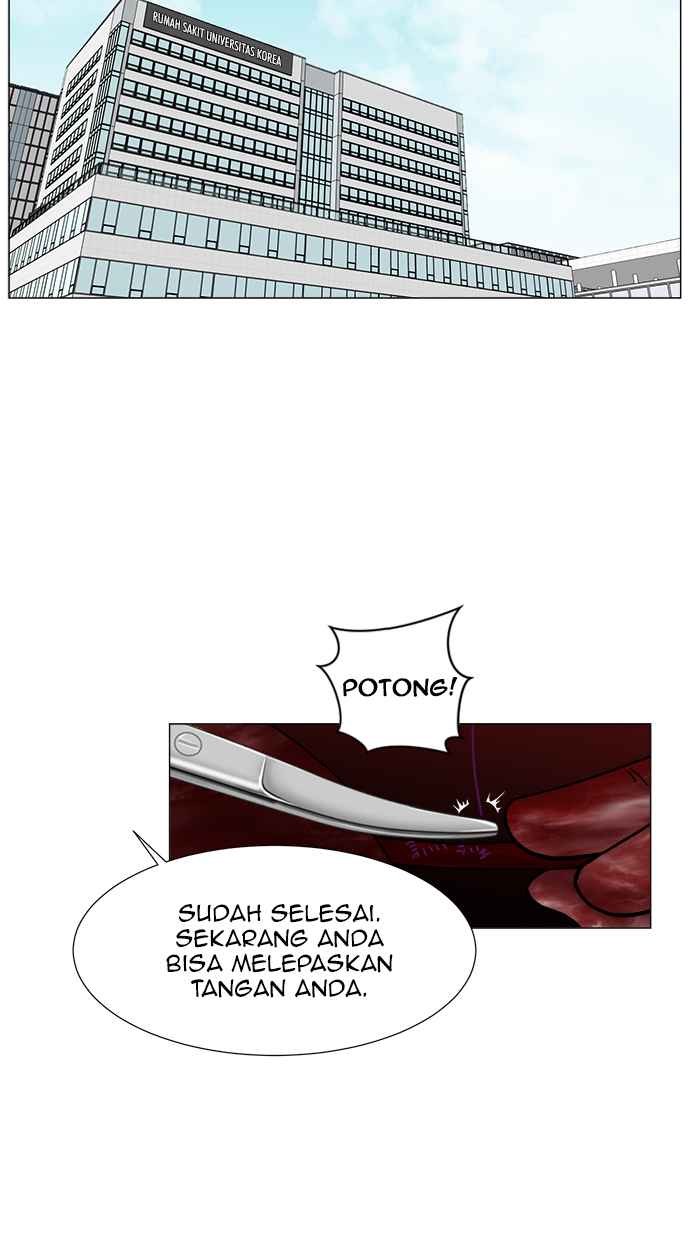 RUMAH SAKIT UNIVERSITAS KOREA
POTONG!
SUDAH SELESAI.
SEKARANG ANDA
BISA MELEPASKAN
TANGAN ANDA.